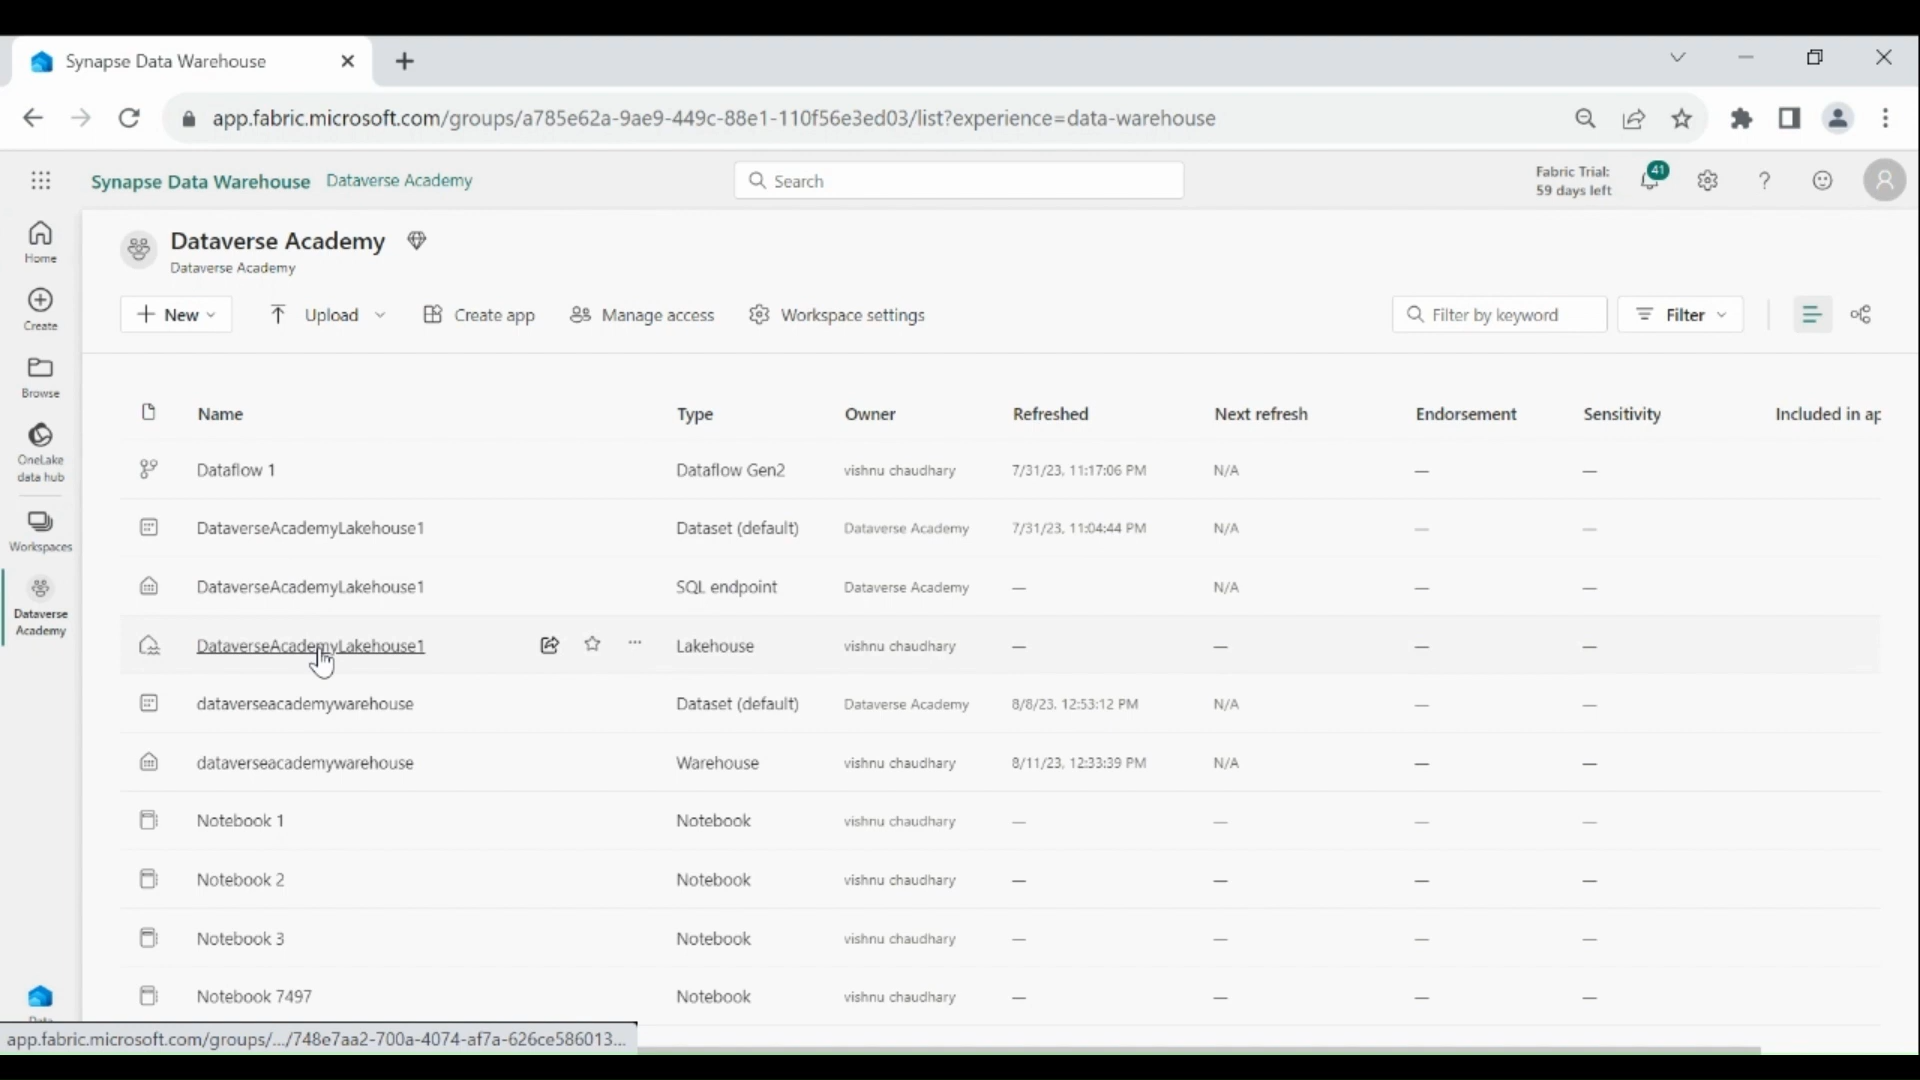 Synapse Data Warehouse
app.fabric.microsoft.com/groups/a785e62a-9ae9-449c-88e1-110f56e3ed03/list?experience=data-warehouse
Synapse Data Warehouse Dataverse Academy
Search
Fabric Trial:
59 days left
41
Home
Create
Browse
OneLake
data hub
Workspaces
Dataverse
Academy
Dataverse Academy
Dataverse Academy
New Upload Create app Manage access Workspace settings Filter by keyword Filter
Name Type Owner Refreshed Next refresh Endorsement Sensitivity Included in ap
Dataflow 1 Dataflow Gen2 vishnu chaudhary 7/31/23, 11:17:06 PM N/A — —
DataverseAcademyLakehouse1 Dataset (default) Dataverse Academy 7/31/23, 11:04:44 PM N/A — —
DataverseAcademyLakehouse1 SQL endpoint Dataverse Academy — N/A — —
DataverseAcademyLakehouse1 Lakehouse vishnu chaudhary — — — —
dataverseacademywarehouse Dataset (default) Dataverse Academy 8/8/23, 12:53:12 PM N/A — —
dataverseacademywarehouse Warehouse vishnu chaudhary 8/11/23, 12:33:39 PM N/A — —
Notebook 1 Notebook vishnu chaudhary — — — —
Notebook 2 Notebook vishnu chaudhary — — — —
Notebook 3 Notebook vishnu chaudhary — — — —
Notebook 7497 Notebook vishnu chaudhary — — — —
app.fabric.microsoft.com/groups/.../748e7aa2-700a-4074-af7a-626ce586013...